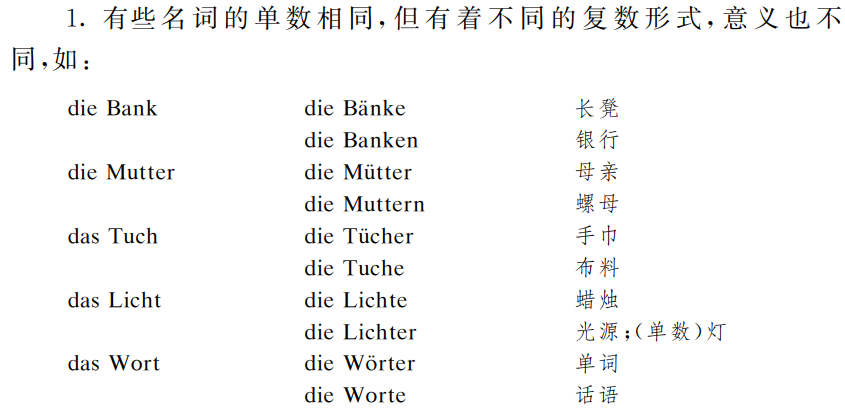 1. 有些名词的单数相同,但有着不同的复数形式,意义也不
同,如:
die Bank die Bänke 长凳
die Banken 银行
die Mutter die Mütter 母亲
die Muttern 螺母
das Tuch die Tücher 手巾
die Tuche 布料
das Licht die Lichte 蜡烛
die Lichter 光源;(单数)灯
das Wort die Wörter 单词
die Worte 话语